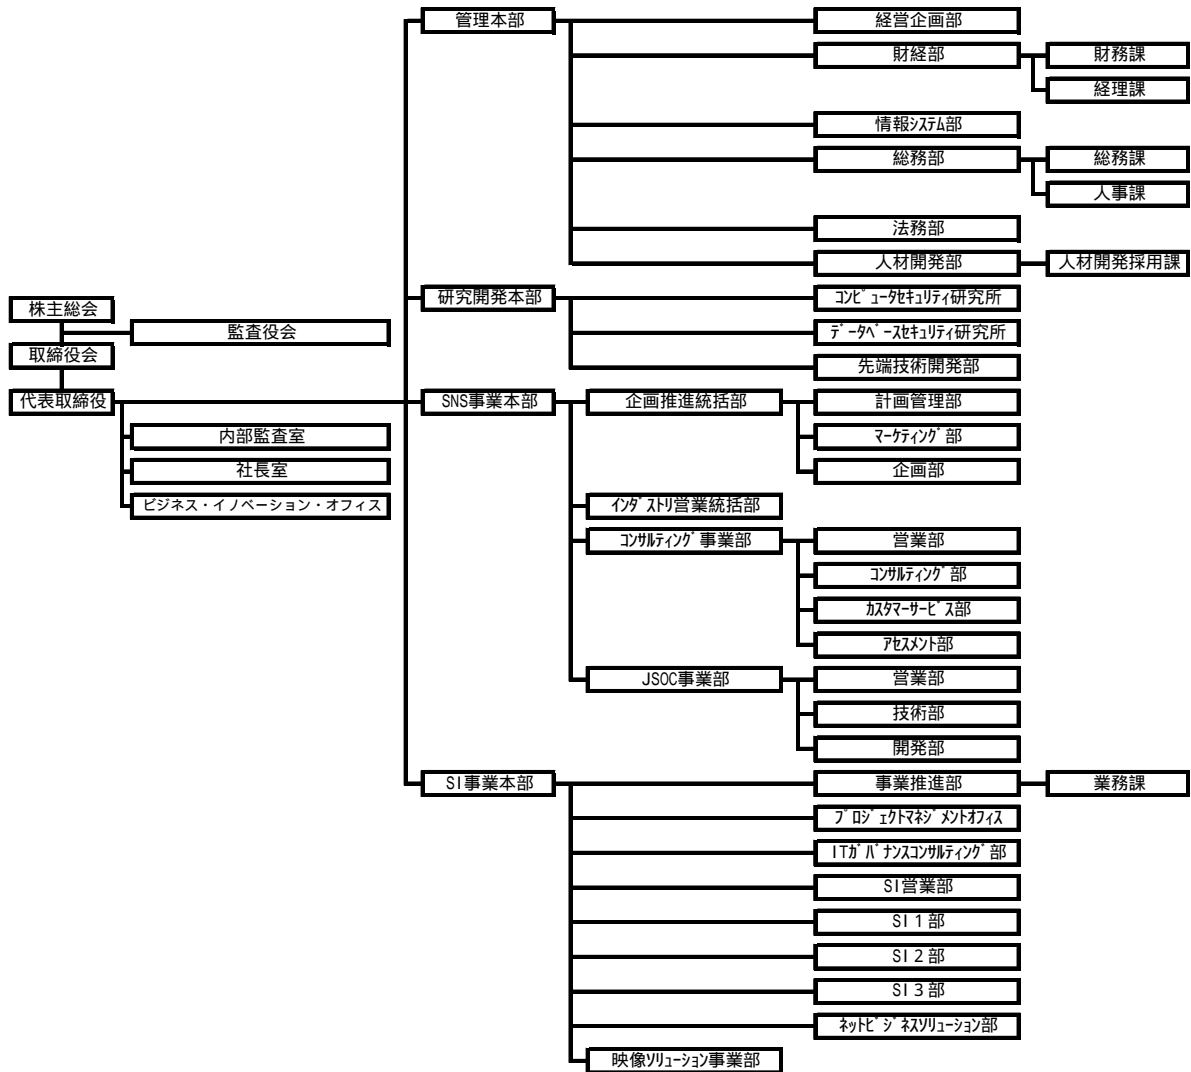 管理本部
経営企画部
財経部
財務課
経理課
情報ｼｽﾃﾑ部
総務部
総務課
人事課
法務部
人材開発部
人材開発採用課
株主総会
監査役会
取締役会
代表取締役
内部監査室
社長室
ビジネス・イノベーション・オフィス
研究開発本部
ｺﾝﾋﾟｭｰﾀｾｷｭﾘﾃｨ研究所
ﾃﾞｰﾀﾍﾞｰｽｾｷｭﾘﾃｨ研究所
先端技術開発部
SNS事業本部
企画推進統括部
計画管理部
ﾏｰｹﾃｨﾝｸﾞ部
企画部
ｲﾝﾀﾞｽﾄﾘ営業統括部
ｺﾝｻﾙﾃｨﾝｸﾞ事業部
営業部
ｺﾝｻﾙﾃｨﾝｸﾞ部
ｶｽﾀﾏｰｻｰﾋﾞｽ部
ｱｾｽﾒﾝﾄ部
JSOC事業部
営業部
技術部
開発部
SI事業本部
事業推進部
業務課
ﾌﾟﾛｼﾞｪｸﾄﾏﾈｼﾞﾒﾝﾄｵﾌｨｽ
ITｶﾞﾊﾞﾅﾝｽｺﾝｻﾙﾃｨﾝｸﾞ部
SI営業部
SI１部
SI２部
SI３部
ﾈｯﾄﾋﾞｼﾞﾈｽｿﾘｭｰｼｮﾝ部
映像ｿﾘｭｰｼｮﾝ事業部